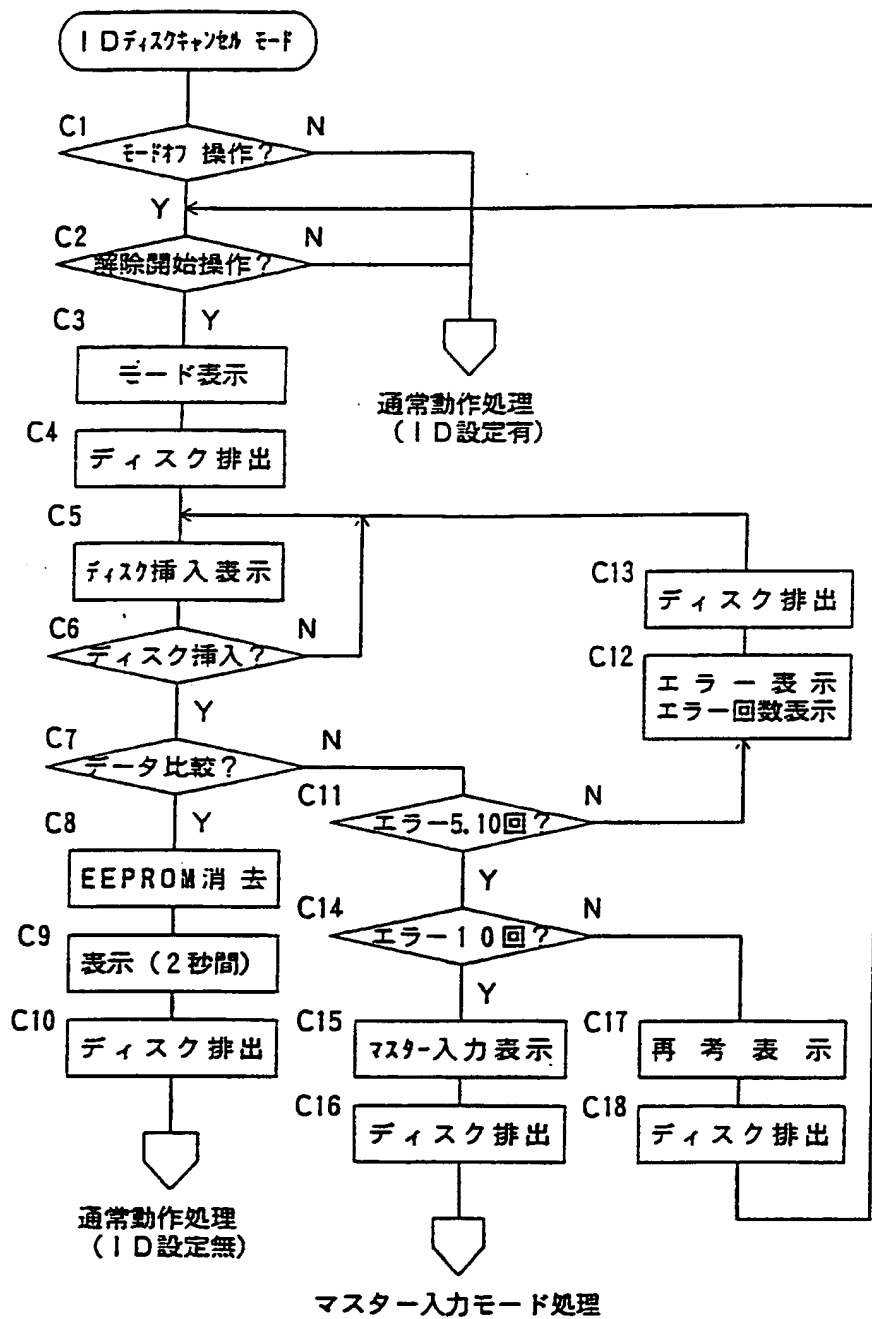 IDディスクキャンセル モード
C1
N
モードオフ 操作?
Y
C2
N
解除開始操作?
C3
Y
モード表示
通常動作処理
(ID設定有)
C4
ディスク排出
C5
ディスク挿入表示
C13
ディスク排出
C6
N
ディスク挿入?
C12
エラー表示
エラー回数表示
Y
C7
N
データ比較?
C11
N
エラー5.10回?
C8
Y
EEPROM消去
Y
C14
N
エラー10回?
C9
表示(2秒間)
Y
C10
ディスク排出
C15
マスター入力表示
C17
再考表示
C16
ディスク排出
C18
ディスク排出
通常動作処理
(ID設定無)
マスター入力モード処理